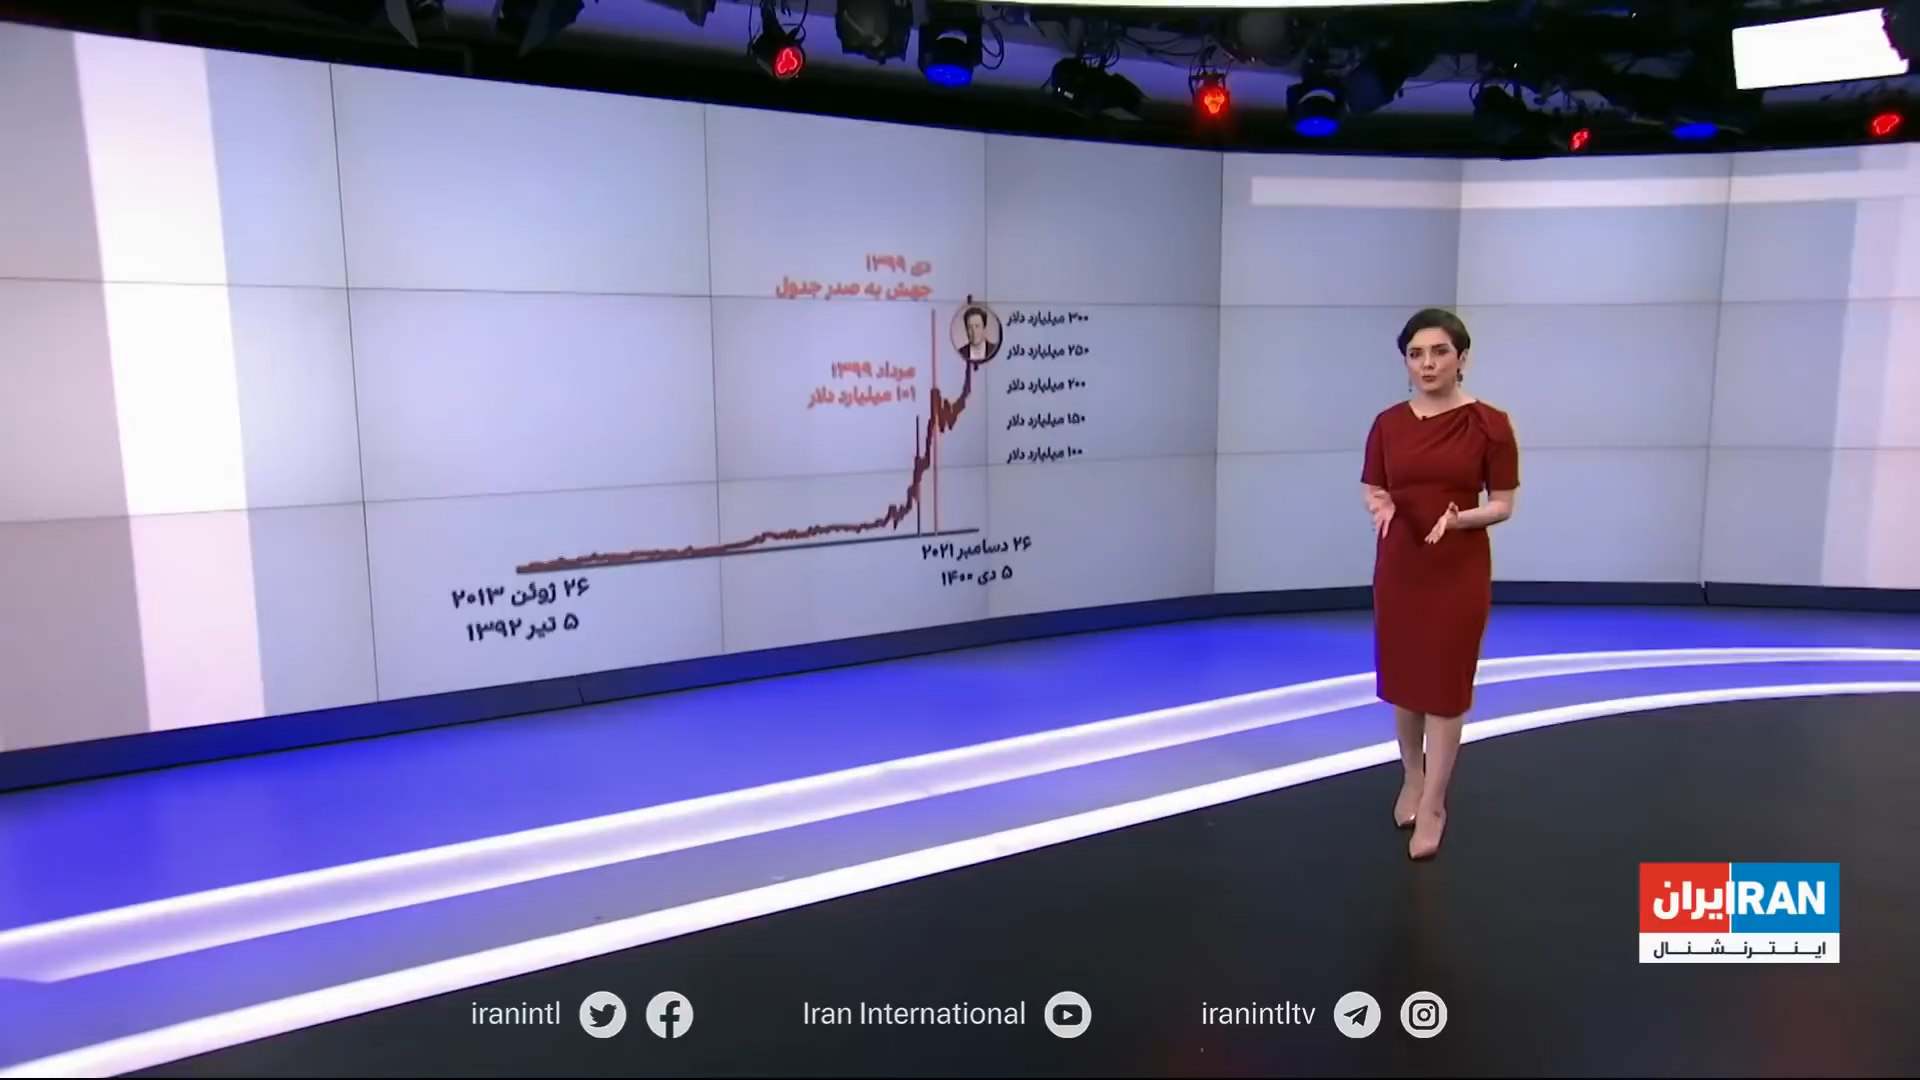 دی ۱۳۹۹
جهش به صدر جدول
۳۰۰ میلیارد دلار
۲۵۰ میلیارد دلار
مرداد ۱۳۹۹
۱۰۱ میلیارد دلار
۲۰۰ میلیارد دلار
۱۵۰ میلیارد دلار
۱۰۰ میلیارد دلار
۲۶ دسامبر ۲۰۲۱
۵ دی ۱۴۰۰
۲۶ ژوئن ۲۰۱۳
۵ تیر ۱۳۹۲
ایران IRAN
اینترنشنال
iranintl
Iran International
iranintltv